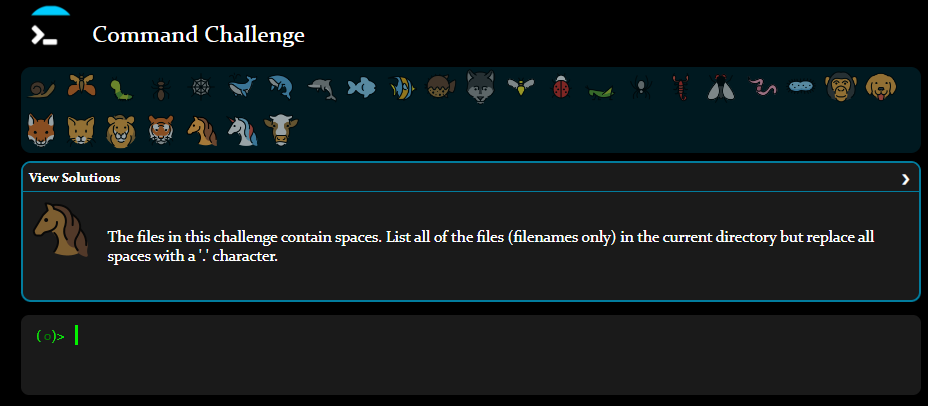 Command Challenge
View Solutions
The files in this challenge contain spaces. List all of the files (filenames only) in the current directory but replace all
spaces with a '.' character.
(○)>